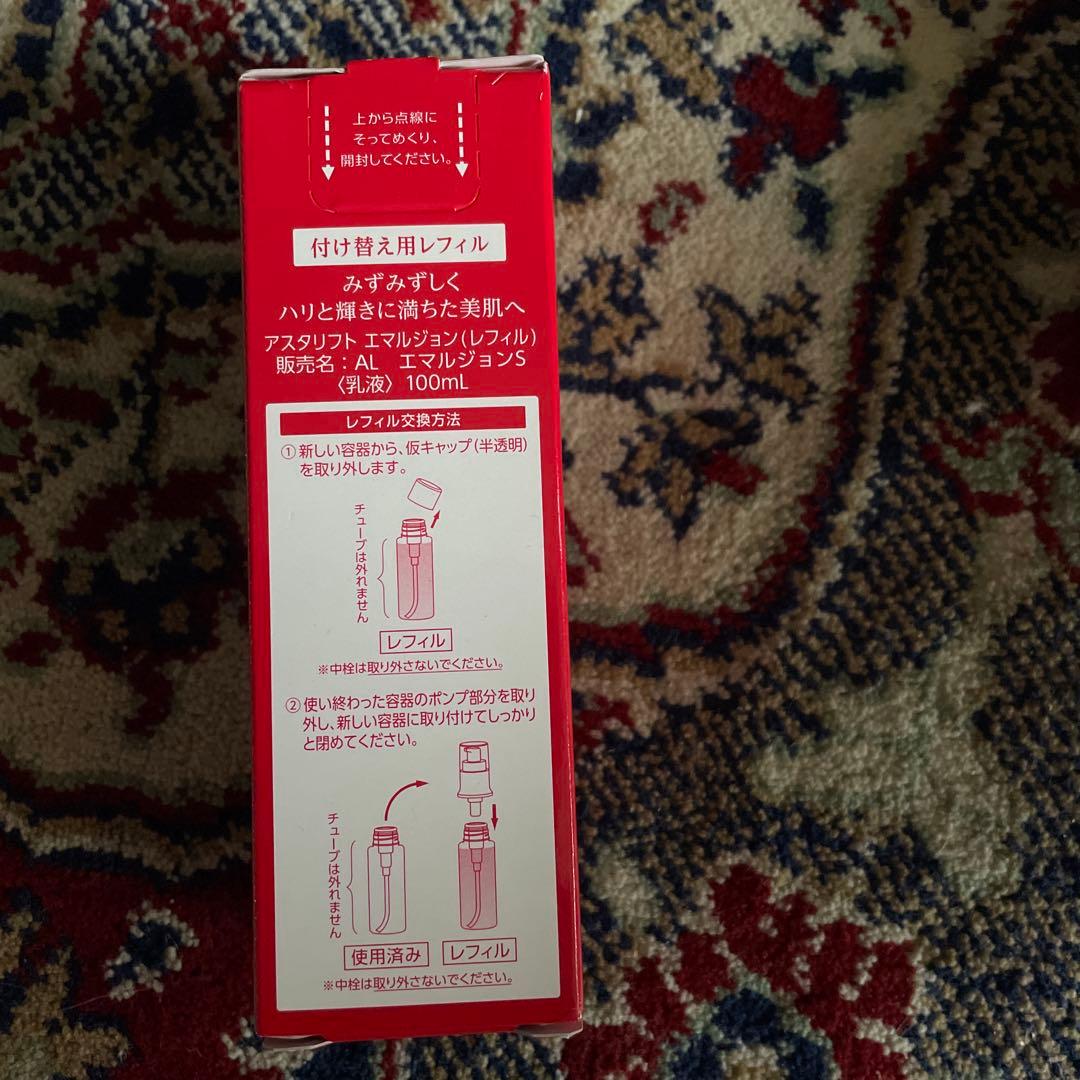 上から点線に
そってめくり、
開封してください。
付け替え用レフィル
みずみずしく
ハリと輝きに満ちた美肌へ
アスタリフト エマルジョン(レフィル)
販売名：AL エマルジョンS
〈乳液〉100mL
レフィル交換方法
①新しい容器から、仮キャップ(半透明)
を取り外します。
チューブは外れません
レフィル
※中栓は取り外さないでください。
②使い終わった容器のポンプ部分を取り
外し、新しい容器に取り付けてしっかり
と閉めてください。
チューブは外れません
使用済み
レフィル
※中栓は取り外さないでください。